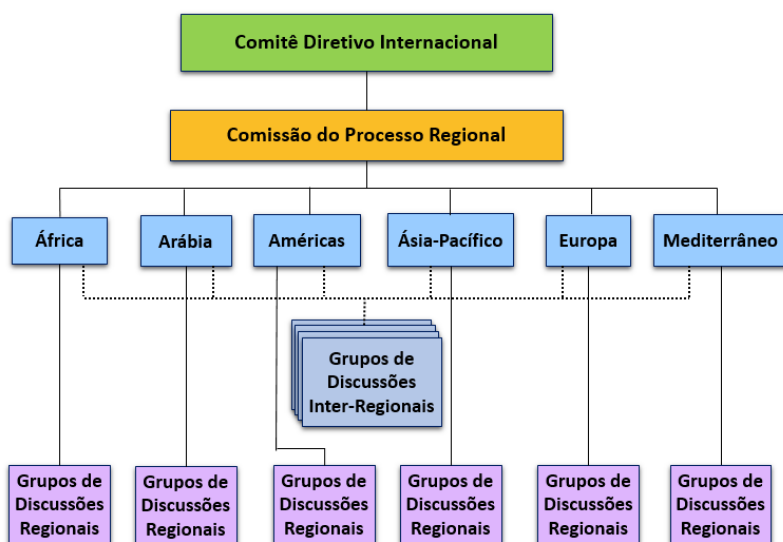 Comitê Diretivo Internacional
Comissão do Processo Regional
África
Arábia
Américas
Ásia-Pacífico
Europa
Mediterrâneo
Grupos de
Discussões
Inter-Regionais
Grupos de
Discussões
Regionais
Grupos de
Discussões
Regionais
Grupos de
Discussões
Regionais
Grupos de
Discussões
Regionais
Grupos de
Discussões
Regionais
Grupos de
Discussões
Regionais